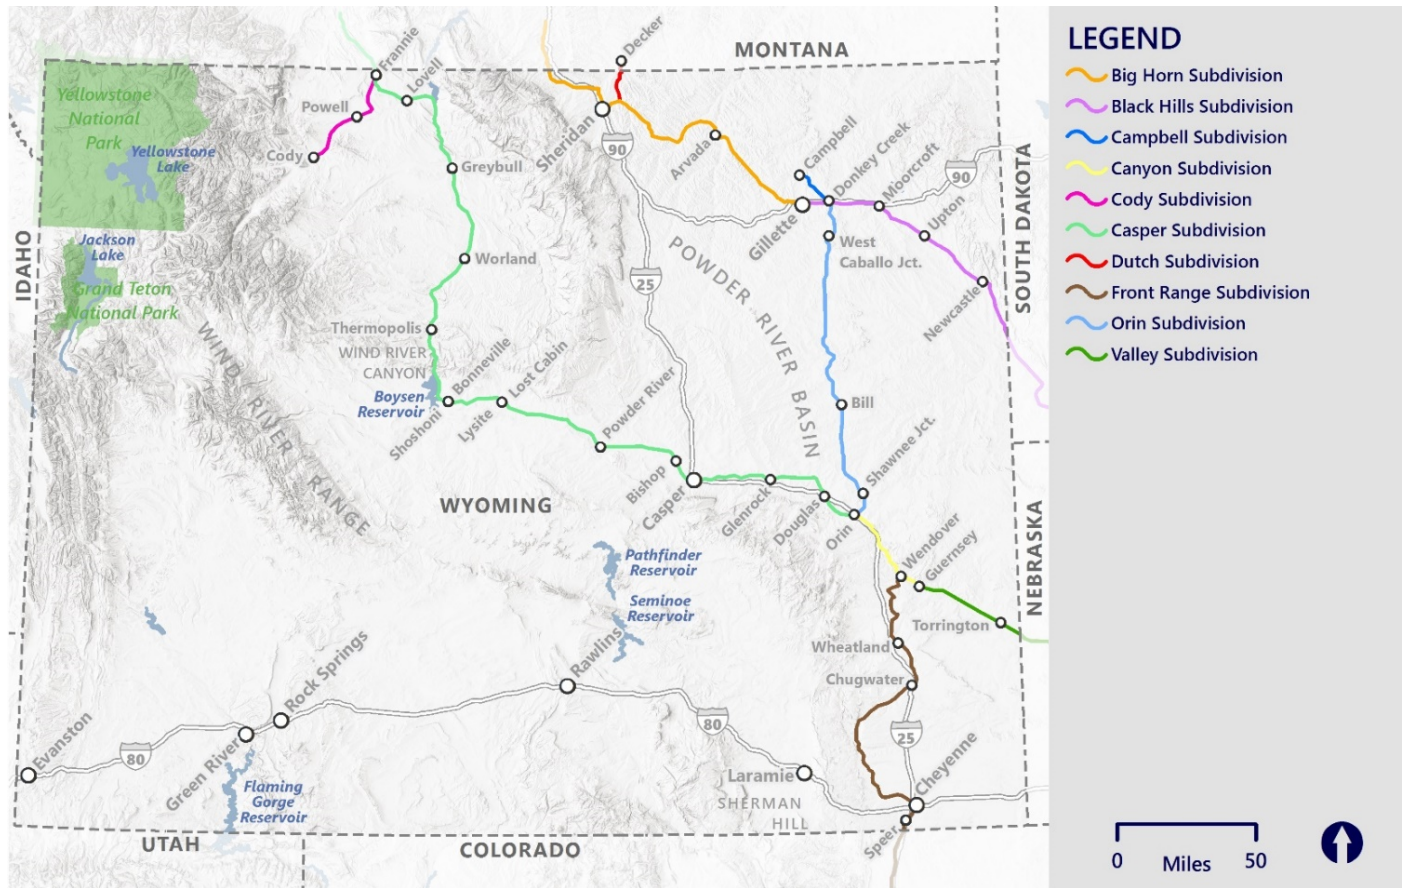 MONTANA
Decker
Frannie
Lovell
Powell
Cody
Yellowstone
National
Park
Yellowstone
Lake
Greybull
Sheridan
90
Arvada
Campbell
Donkey Creek
Moorcroft
90
Upton
Gillette
West
Caballo Jct.
Newcastle
SOUTH DAKOTA
IDAHO
Jackson
Lake
Grand Teton
National Park
Worland
25
POWDER RIVER BASIN
Thermopolis
WIND RIVER
CANYON
Boysen
Reservoir
WIND RIVER RANGE
Bonneville
Shoshoni
Lysite
Lost Cabin
Powder River
Bill
Shawnee Jct.
Bishop
Casper
Glenrock
Douglas
Orin
WYOMING
Wendover
Guernsey
NEBRASKA
Pathfinder
Reservoir
Seminoe
Reservoir
Torrington
Wheatland
Chugwater
Rawlins
Rock Springs
Green River
Evanston
80
80
25
Laramie
Cheyenne
SHERMAN
HILL
Speer
Flaming
Gorge
Reservoir
UTAH
COLORADO
LEGEND
Big Horn Subdivision
Black Hills Subdivision
Campbell Subdivision
Canyon Subdivision
Cody Subdivision
Casper Subdivision
Dutch Subdivision
Front Range Subdivision
Orin Subdivision
Valley Subdivision
0 Miles 50